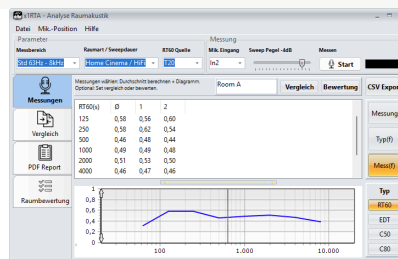 x1RTA - Analyse Raumakustik
Datei Mik.-Position Hilfe
Parameter Messung
Messbereich Raumart / Sweepdauer RT60 Quelle Mik. Eingang Sweep Pegel -4dB Messen
Std 63Hz - 8kHz Home Cinema / HiFi T20 In2 Start
Messungen wählen: Durchschnitt berechnen + Diagramm.
Optional: Set vergleich oder bewerten.
Room A Vergleich Bewertung CSV Expor
Messungen
Vergleich
PDF Report
Raumbewertung
RT60(s) Ø 1 2
125 0,58 0,56 0,60
250 0,58 0,62 0,54
500 0,46 0,48 0,44
1000 0,49 0,49 0,48
2000 0,51 0,53 0,50
4000 0,46 0,47 0,46
Messung
Typ(f)
Mess(f)
Typ
RT60
EDT
C50
C80
1
0,8
0,6
0,4
0,2
0
100 1.000 10.000